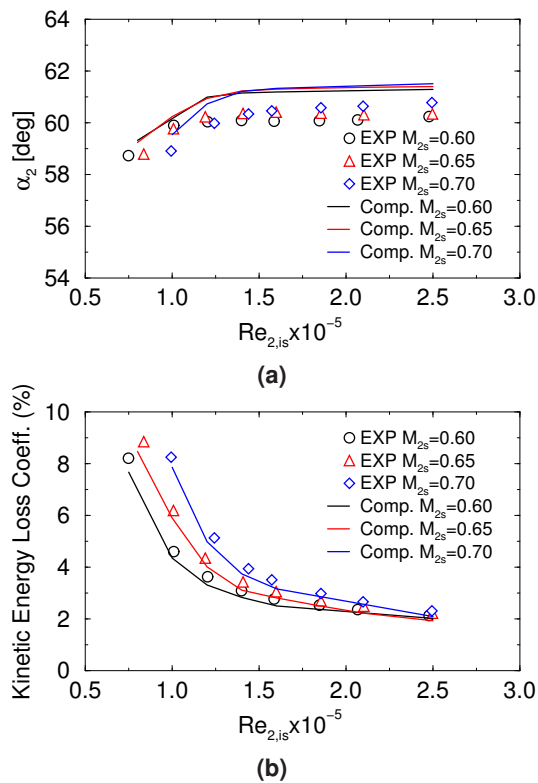 64
62
60
58
56
54
α₂ [deg]
EXP M₂ₛ=0.60
EXP M₂ₛ=0.65
EXP M₂ₛ=0.70
Comp. M₂ₛ=0.60
Comp. M₂ₛ=0.65
Comp. M₂ₛ=0.70
0.5 1.0 1.5 2.0 2.5 3.0
Re₂,ᵢₛx10⁻⁵
(a)
10
8
6
4
2
0
Kinetic Energy Loss Coeff. (%)
EXP M₂ₛ=0.60
EXP M₂ₛ=0.65
EXP M₂ₛ=0.70
Comp. M₂ₛ=0.60
Comp. M₂ₛ=0.65
Comp. M₂ₛ=0.70
0.5 1.0 1.5 2.0 2.5 3.0
Re₂,ᵢₛx10⁻⁵
(b)